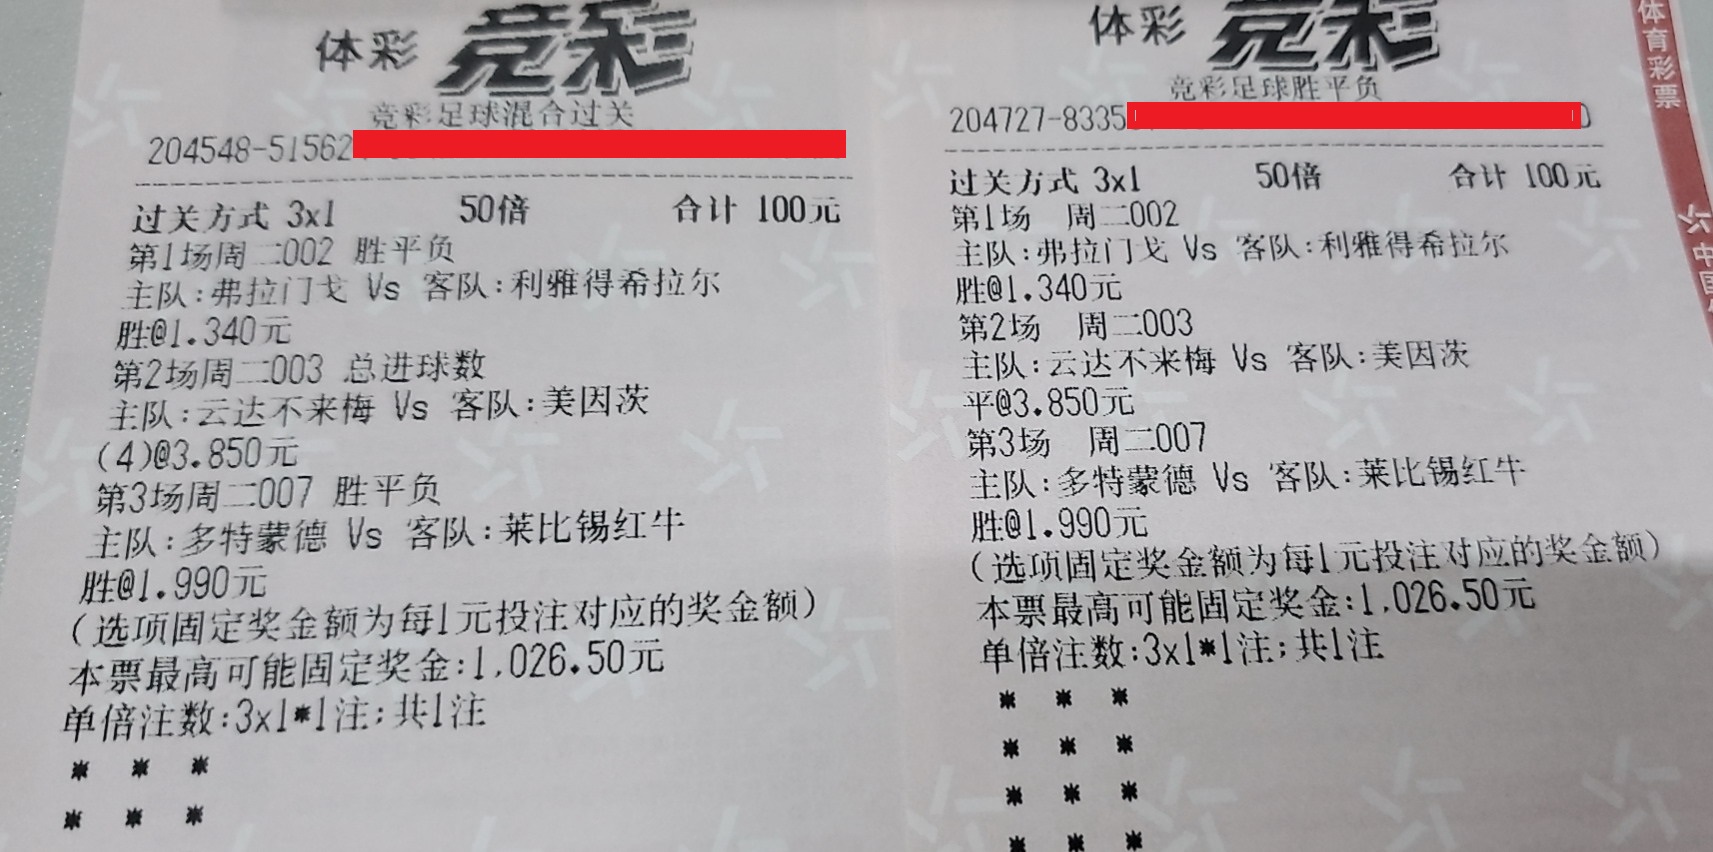 体彩 竞彩
竞彩足球混合过关
204548-51562
过关方式 3x1 50倍 合计 100元
第1场周二002 胜平负
主队:弗拉门戈 Vs 客队:利雅得希拉尔
胜@1.340元
第2场周二003 总进球数
主队:云达不来梅 Vs 客队:美因茨
(4)@3.850元
第3场周二007 胜平负
主队:多特蒙德 Vs 客队:莱比锡红牛
胜@1.990元
(选项固定奖金额为每1元投注对应的奖金额)
本票最高可能固定奖金:1,026.50元
单倍注数:3x1*1注;共1注
* * *
* * *
体彩 竞彩
竞彩足球胜平负
204727-8335
过关方式 3x1 50倍 合计 100元
第1场 周二002
主队:弗拉门戈 Vs 客队:利雅得希拉尔
胜@1.340元
第2场 周二003
主队:云达不来梅 Vs 客队:美因茨
平@3.850元
第3场 周二007
主队:多特蒙德 Vs 客队:莱比锡红牛
胜@1.990元
(选项固定奖金额为每1元投注对应的奖金额)
本票最高可能固定奖金:1,026.50元
单倍注数:3x1*1注;共1注
* * *
* * *
* * *
* * *
体育彩票
中国